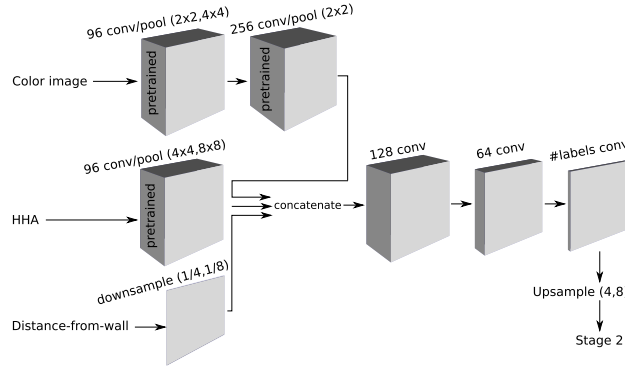 96 conv/pool (2x2,4x4)
256 conv/pool (2x2)
Color image
pretrained
pretrained
96 conv/pool (4x4,8x8)
HHA
pretrained
concatenate
128 conv
64 conv
#labels conv
downsample (1/4,1/8)
Distance-from-wall
Upsample (4,8
Stage 2